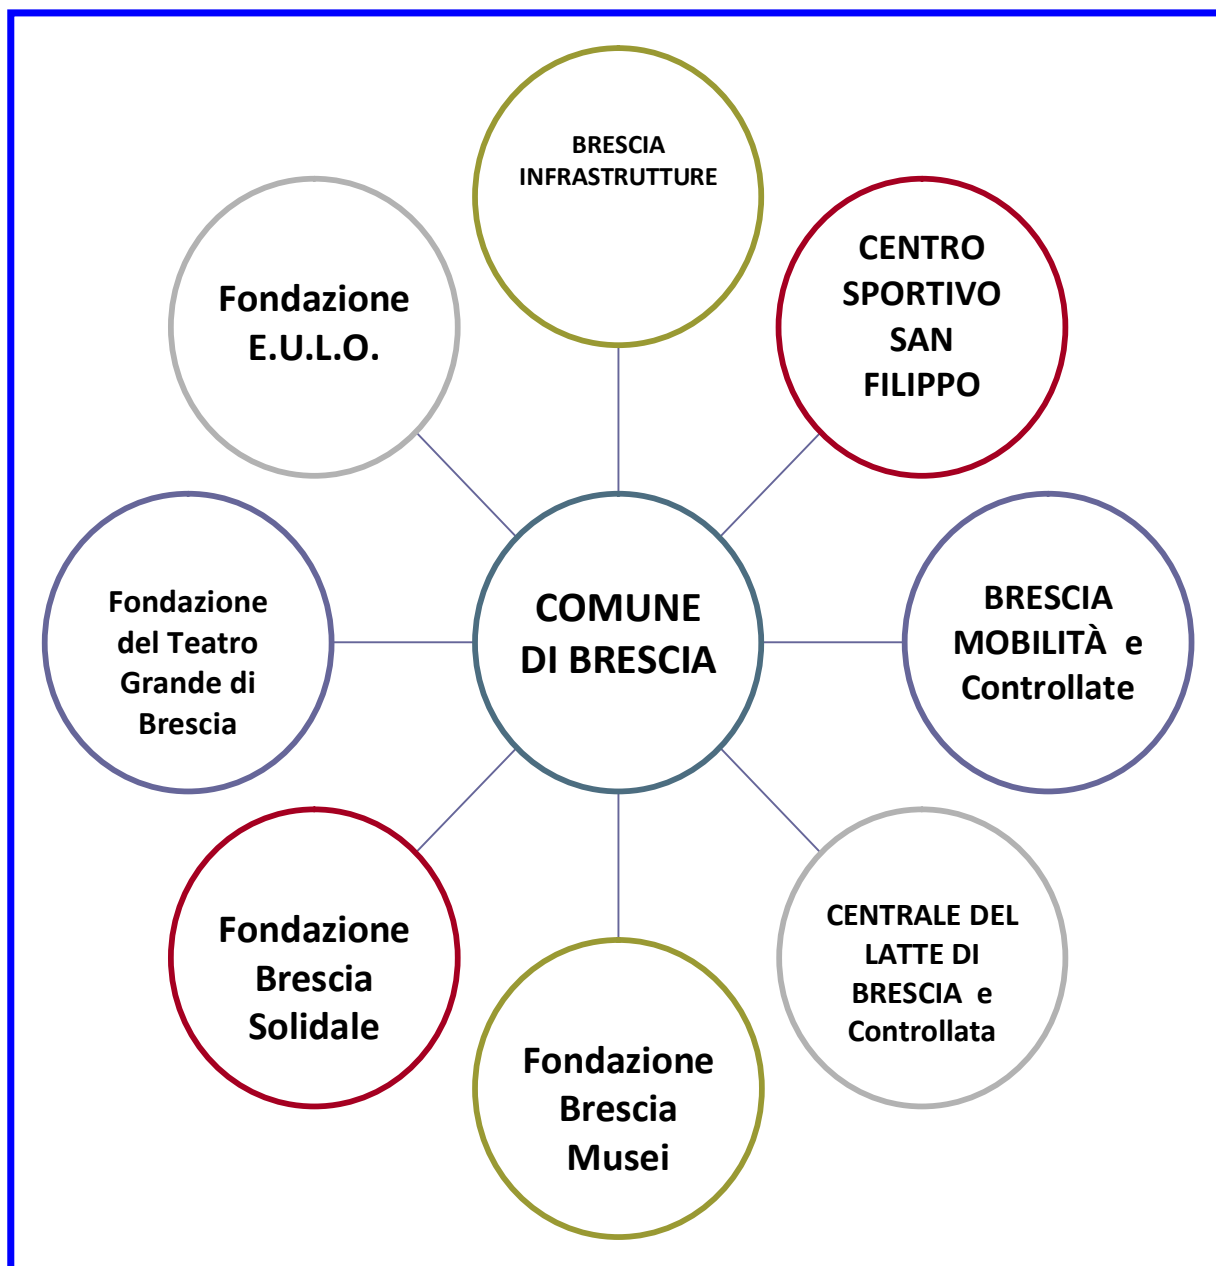 BRESCIA
INFRASTRUTTURE
CENTRO
SPORTIVO
SAN
FILIPPO
Fondazione
E.U.L.O.
BRESCIA
MOBILITÀ e
Controllate
COMUNE
DI BRESCIA
Fondazione
del Teatro
Grande di
Brescia
CENTRALE DEL
LATTE DI
BRESCIA e
Controllata
Fondazione
Brescia
Solidale
Fondazione
Brescia
Musei